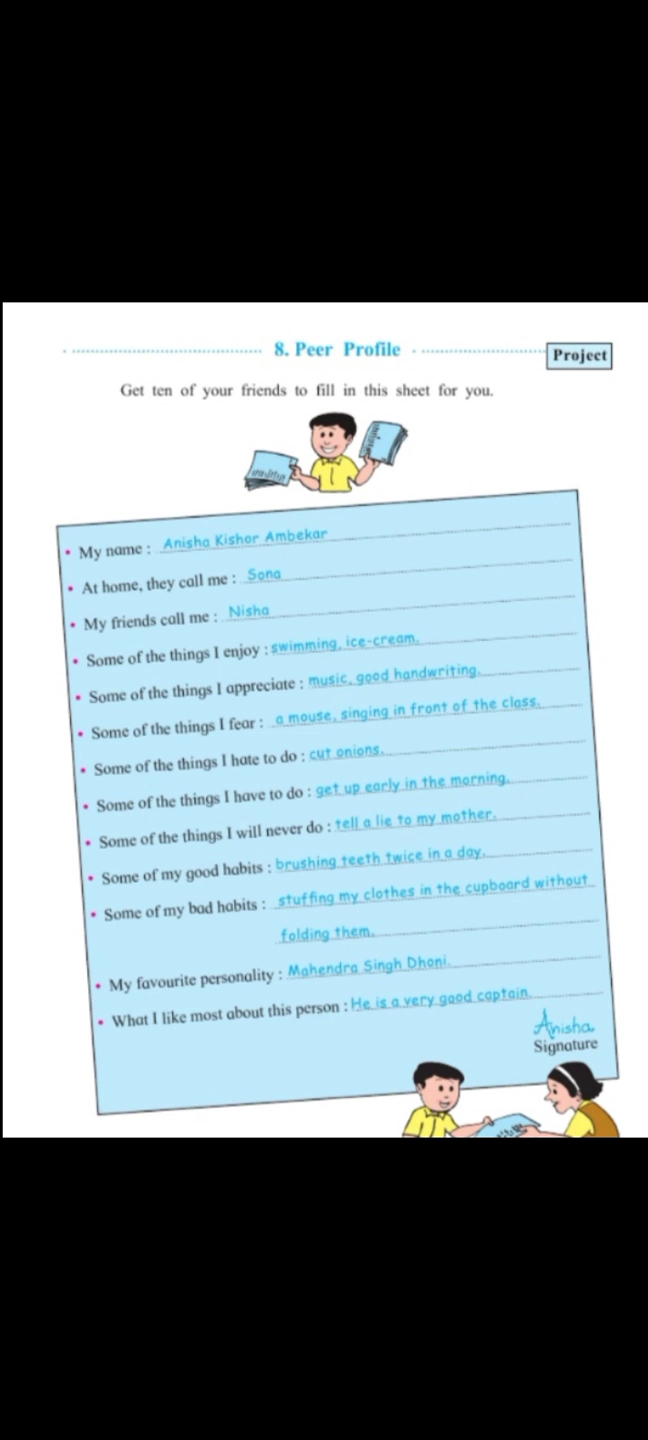 8. Peer Profile
Project
Get ten of your friends to fill in this sheet for you.
• My name : Anisha Kishor Ambekar
• At home, they call me : Sona
• My friends call me : Nisha
• Some of the things I enjoy : swimming, ice-cream.
• Some of the things I appreciate : music, good handwriting.
• Some of the things I fear : a mouse, singing in front of the class.
• Some of the things I hate to do : cut onions.
• Some of the things I have to do : get up early in the morning.
• Some of the things I will never do : tell a lie to my mother.
• Some of my good habits : brushing teeth twice in a day.
• Some of my bad habits : stuffing my clothes in the cupboard without
folding them.
• My favourite personality : Mahendra Singh Dhoni.
• What I like most about this person : He is a very good captain.
Anisha
Signature